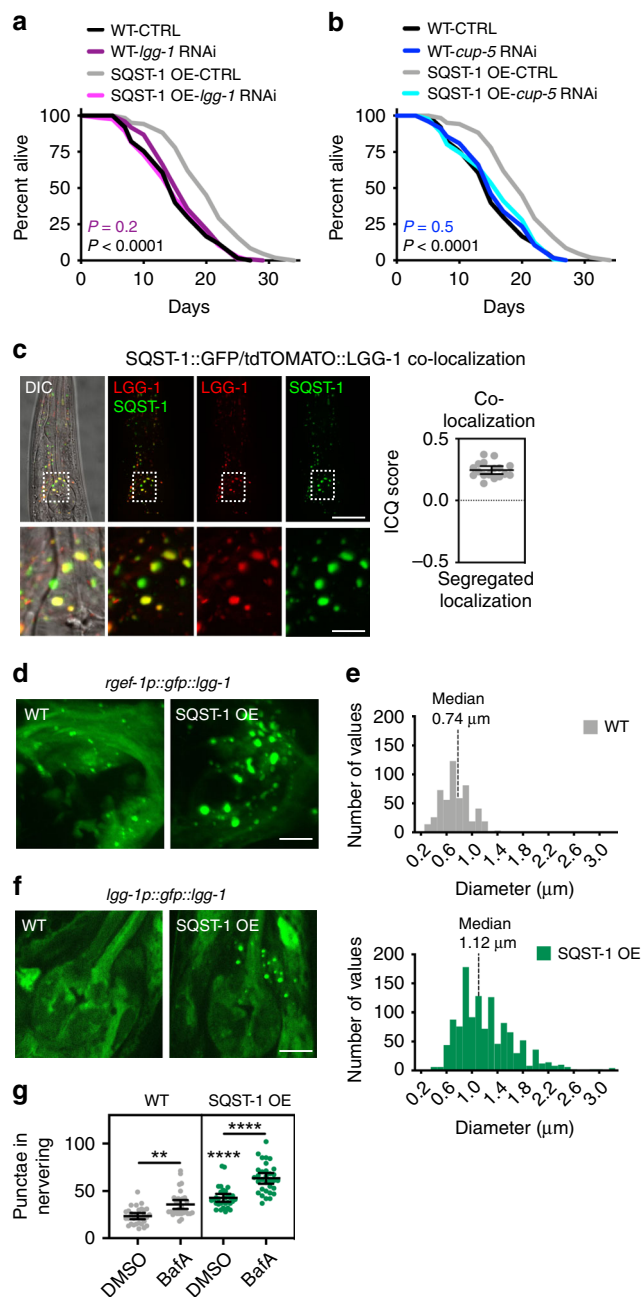 a
WT-CTRL
WT-lgg-1 RNAi
SQST-1 OE-CTRL
SQST-1 OE-lgg-1 RNAi
Percent alive
100
75
50
25
0
P = 0.2
P < 0.0001
0 10 20 30
Days
b
WT-CTRL
WT-cup-5 RNAi
SQST-1 OE-CTRL
SQST-1 OE-cup-5 RNAi
Percent alive
100
75
50
25
0
P = 0.5
P < 0.0001
0 10 20 30
Days
c
SQST-1::GFP/tdTOMATO::LGG-1 co-localization
DIC
LGG-1
SQST-1
LGG-1
SQST-1
Co-
localization
ICQ score
0.5
0.0
−0.5
Segregated
localization
d
rgef-1p::gfp::lgg-1
WT
SQST-1 OE
e
Median
0.74 μm
WT
Number of values
200
150
100
50
0
0.2 0.6 1.0 1.4 1.8 2.2 2.6 3.0
Diameter (μm)
Median
1.12 μm
SQST-1 OE
Number of values
200
150
100
50
0
0.2 0.6 1.0 1.4 1.8 2.2 2.6 3.0
Diameter (μm)
f
lgg-1p::gfp::lgg-1
WT
SQST-1 OE
g
WT
SQST-1 OE
Punctae in
nervering
100
50
0
**
****
****
DMSO
BafA
DMSO
BafA